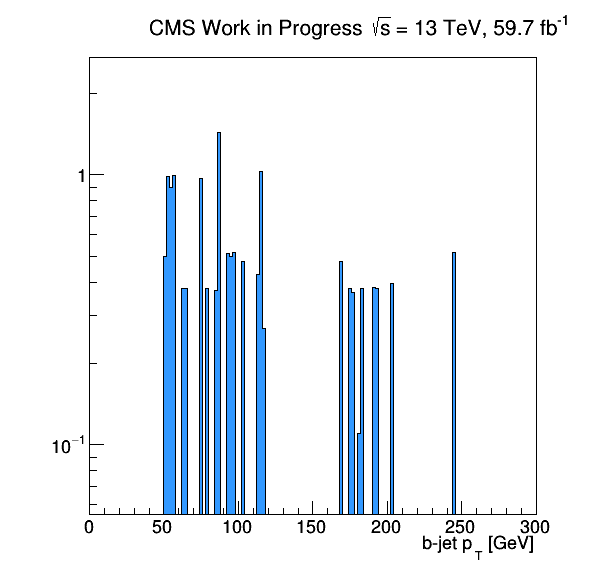 CMS Work in Progress √s = 13 TeV, 59.7 fb⁻¹
1
10⁻¹
0 50 100 150 200 250 300
b-jet p_T [GeV]